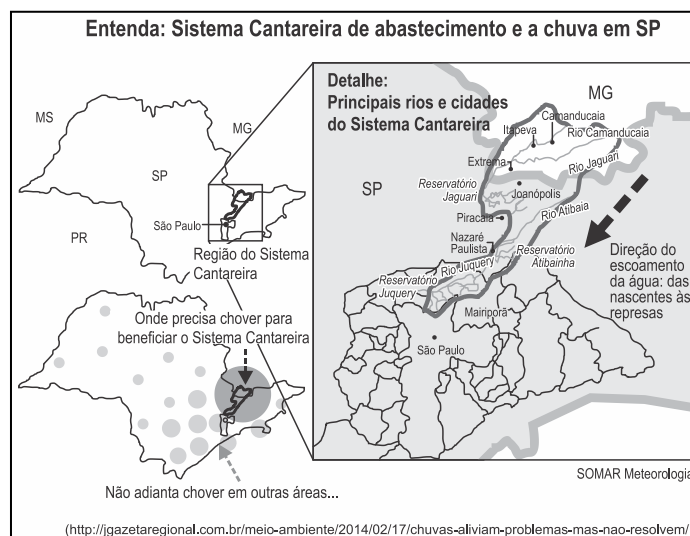 Entenda: Sistema Cantareira de abastecimento e a chuva em SP
MS
MG
SP
São Paulo
PR
Região do Sistema
Cantareira
Onde precisa chover para
beneficiar o Sistema Cantareira
Não adianta chover em outras áreas...
Detalhe:
Principais rios e cidades
do Sistema Cantareira
MG
Camanducaia
Itapeva
Rio Camanducaia
Extrema
Rio Jaguari
SP
Reservatório
Jaguari
Joanópolis
Piracaia
Rio Atibaia
Nazaré
Paulista
Reservatório
Atibainha
Rio Juquery
Reservatório
Juquery
Mairiporã
São Paulo
Direção do
escoamento
da água: das
nascentes às
represas
SOMAR Meteorologia
(http://jgazetaregional.br/meio-ambiente/2014/02/17/chuvas-aliviam-problemas-mas-nao-resolvem/